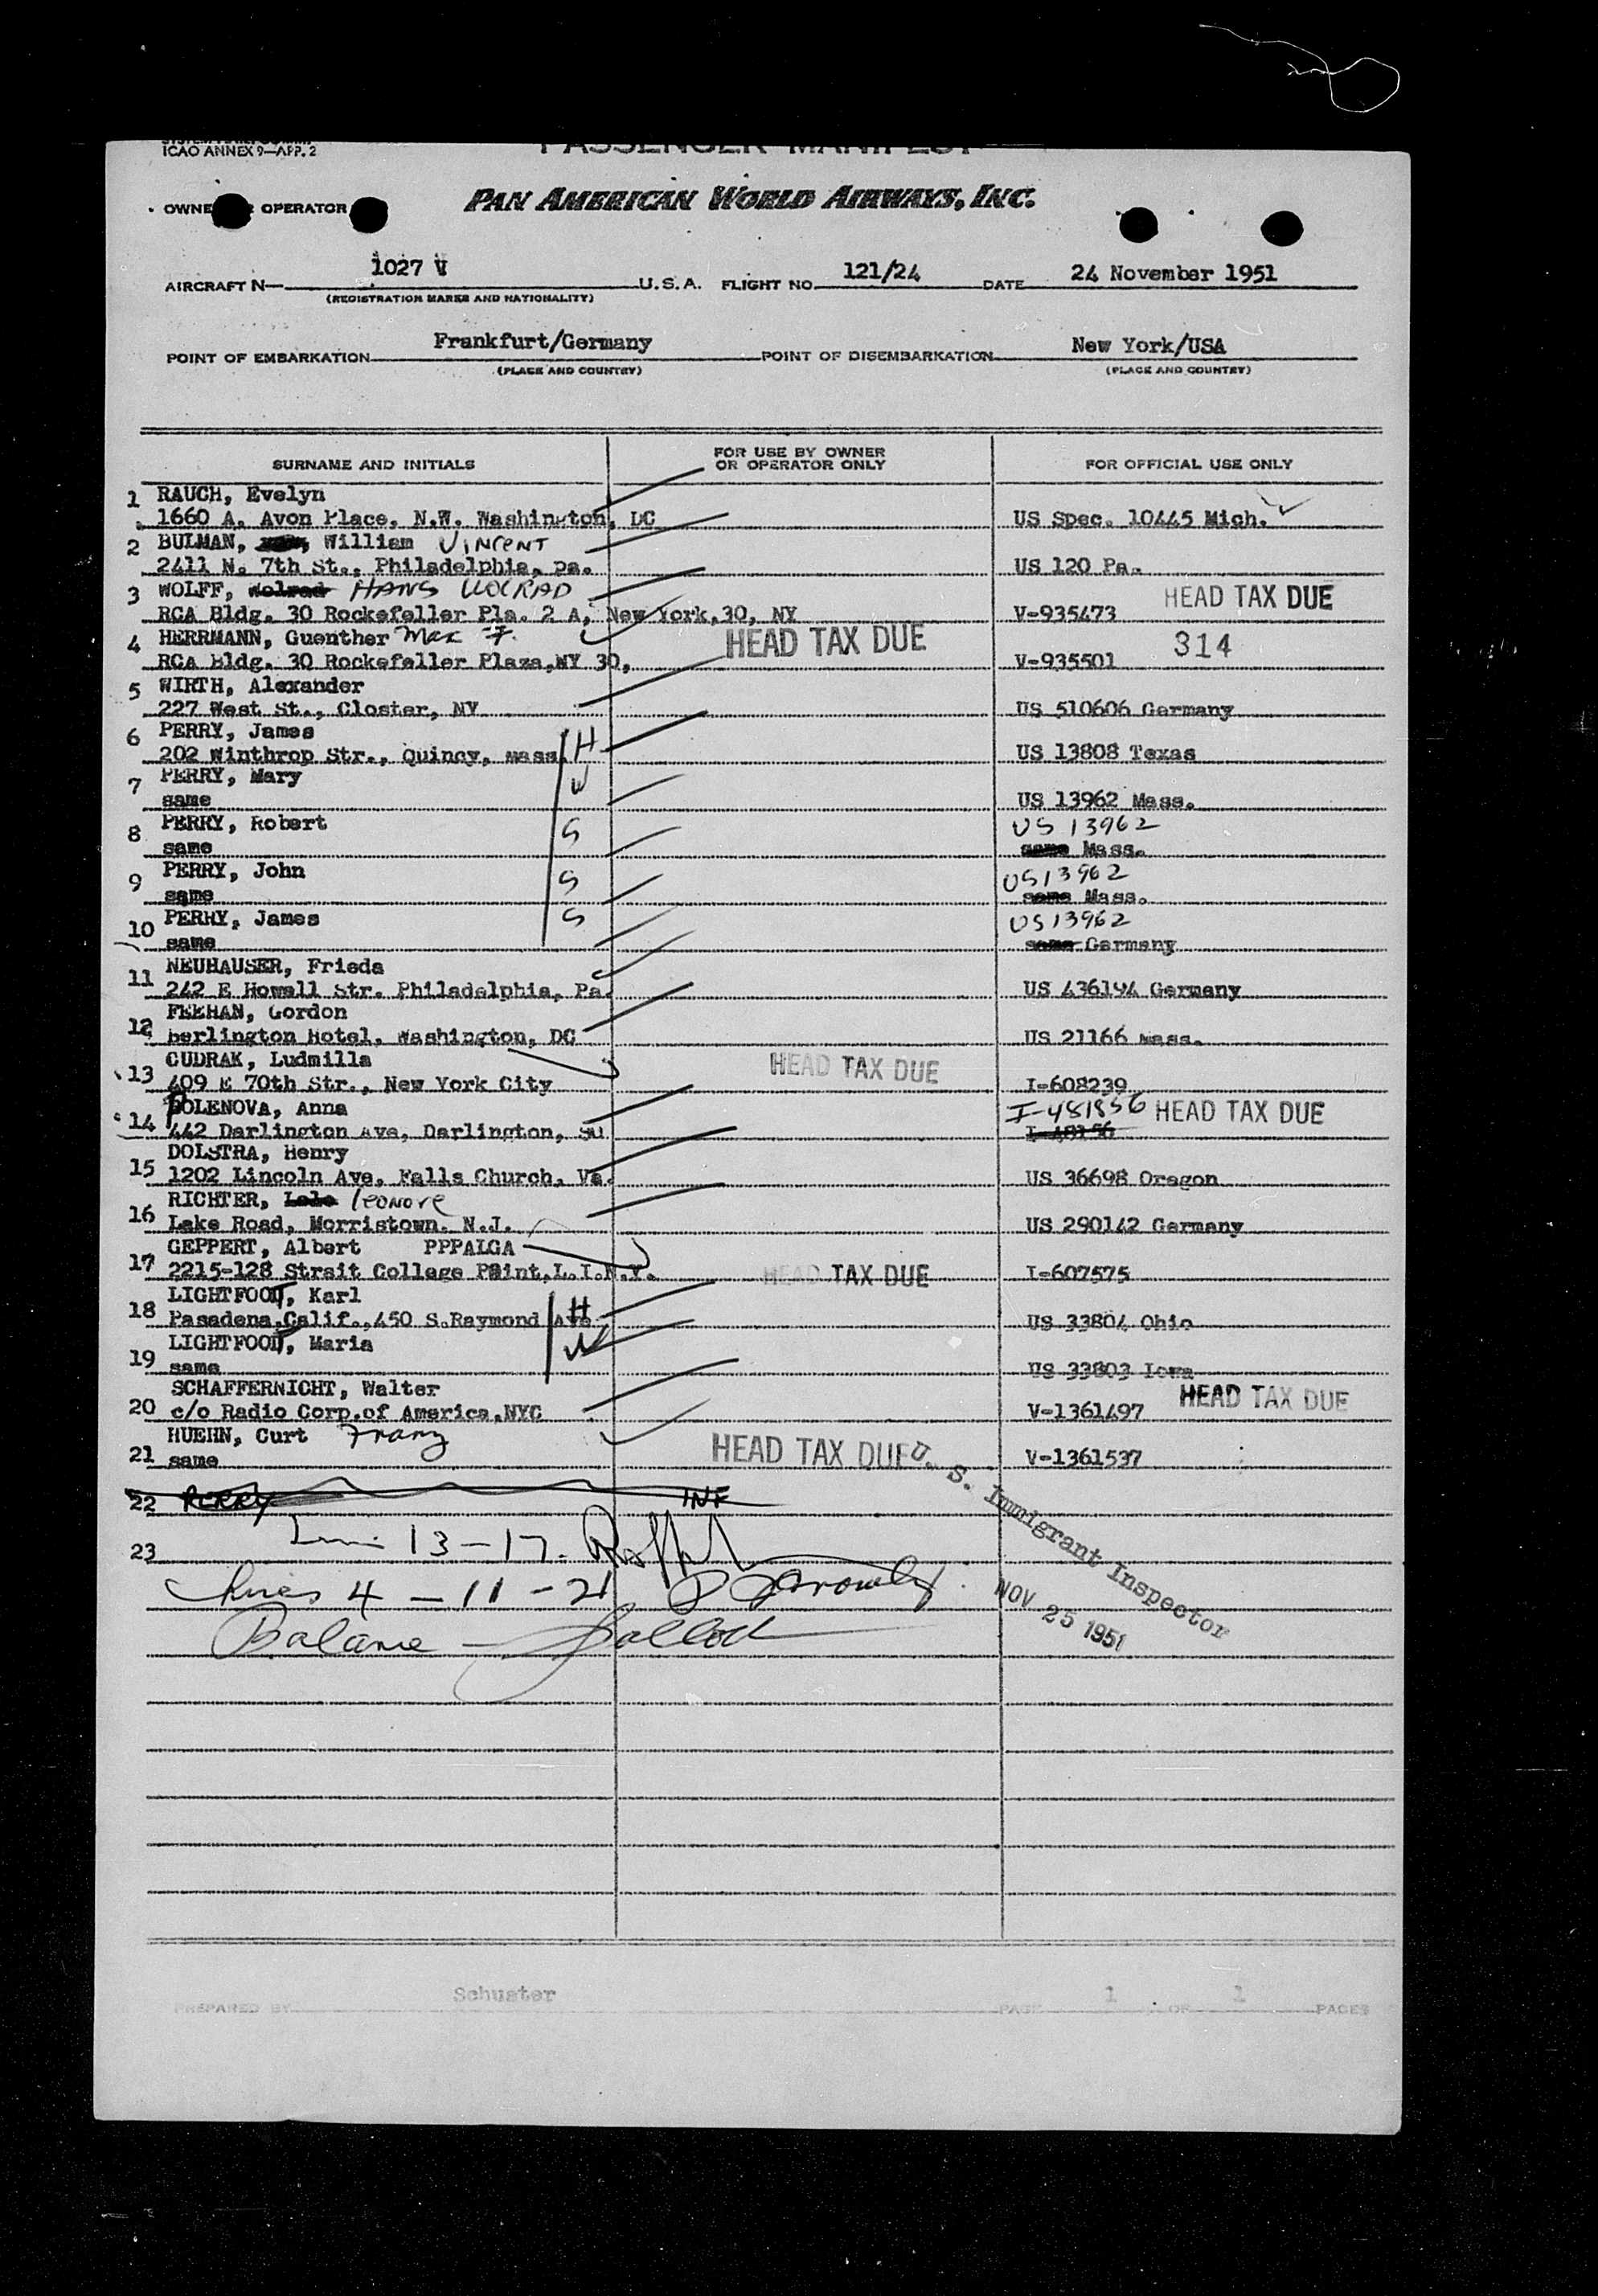 ICAO ANNEX 9—APP. 2
PASSENGER MANIFEST
OWNER OPERATOR PAN AMERICAN WORLD AIRWAYS, INC.
AIRCRAFT N— 1027 V U.S.A. FLIGHT NO. 121/24 DATE 24 November 1951
(REGISTRATION MARKS AND NATIONALITY)
POINT OF EMBARKATION Frankfurt/Germany POINT OF DISEMBARKATION New York/USA
(PLACE AND COUNTRY) (PLACE AND COUNTRY)
SURNAME AND INITIALS FOR USE BY OWNER OR OPERATOR ONLY FOR OFFICIAL USE ONLY
1 RAUCH, Evelyn
1660 A. Avon Place, N.W. Washington, DC US Spec. 10445 Mich.
2 BULMAN, William VINCENT
2411 N. 7th St., Philadelphia, pa. US 120 Pa.
3 WOLFF, Wolrad HANS WOLRAD HEAD TAX DUE
RCA Bldg. 30 Rockefeller Pla. 2 A, New York,30, NY V-935473
4 HERRMANN, Guenther Max F. HEAD TAX DUE 314
RCA Bldg. 30 Rockefeller Plaza,NY 30, V-935501
5 WIRTH, Alexander
227 West St., Closter, NY US 510606 Germany
6 PERRY, James H
202 Winthrop Str., Quincy, mass. US 13808 Texas
7 PERRY, Mary W
same US 13962 Mass.
8 PERRY, Robert S US 13962
same same Mass.
9 PERRY, John S US 13962
same same Mass.
10 PERRY, James S US 13962
same same Germany
11 NEUHAUSER, Frieda
242 E Howell Str. Philadelphia, Pa. US 436194 Germany
12 FEEHAN, Gordon
berlington Hotel, Washington, DC US 21166 mass.
13 CUDRAK, Ludmilla HEAD TAX DUE
409 E 70th Str., New York City I-608239
14 POLENOVA, Anna I-481856 HEAD TAX DUE
442 Darlington Ave, Darlington, SU I-48156
15 DOLSTRA, Henry
1202 Lincoln Ave, Falls Church, Va. US 36698 Oregon
16 RICHTER, Lolo leonore
Lake Road, Morristown. N.J. US 290142 Germany
17 GEPPERT, Albert PPPALGA
2215-128 Strait College Point,L.I.N.Y. HEAD TAX DUE I-607575
18 LIGHTFOOT, Karl H
Pasadena,Calif.,450 S.Raymond Ave US 33804 Ohio
19 LIGHTFOOT, Maria W
same US 33803 Iowa
20 SCHAFFERNICHT, Walter HEAD TAX DUE
c/o Radio Corp.of America,NYC V-1361497
21 HUEHN, Curt Franz HEAD TAX DUE
same V-1361537
22 PERRY INF
23 13-17.
Lines 4 - 11 - 21
Balance
U. S. Immigrant Inspector
NOV 25 1951
PREPARED BY Schuster PAGE 1 OF 1 PAGES